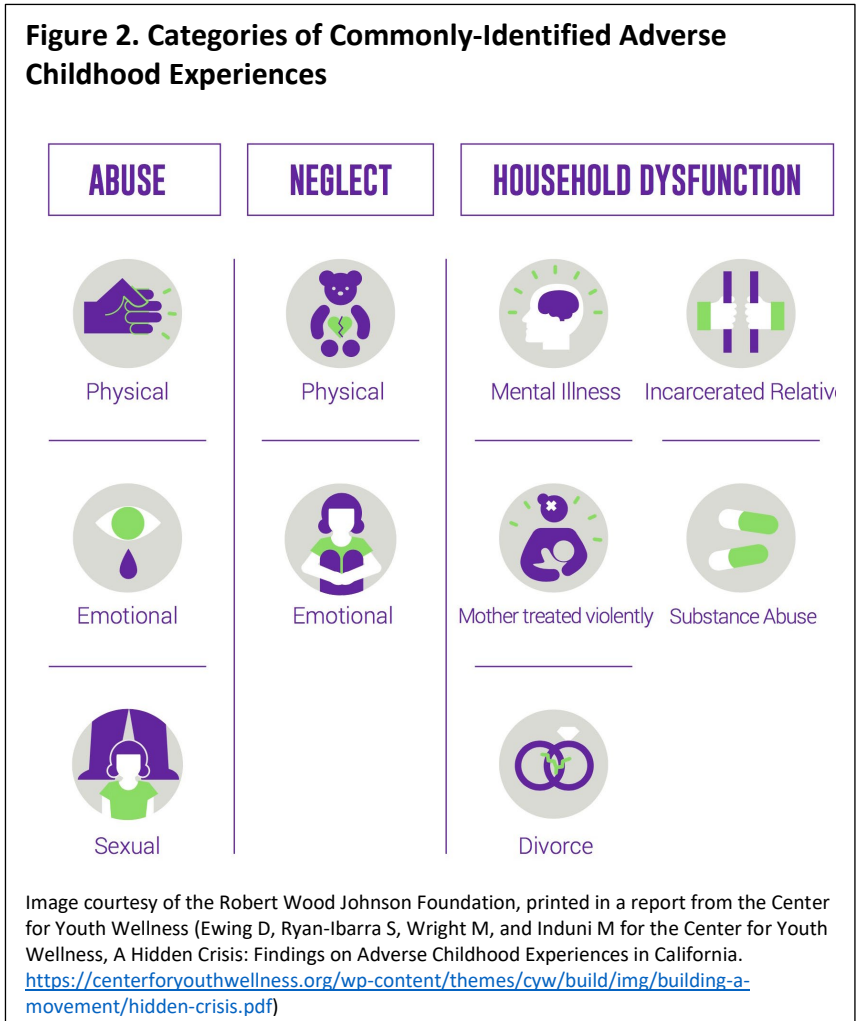 Figure 2. Categories of Commonly-Identified Adverse
Childhood Experiences
ABUSE NEGLECT HOUSEHOLD DYSFUNCTION
Physical Physical Mental Illness Incarcerated Relativ
Emotional Emotional Mother treated violently Substance Abuse
Sexual Divorce
Image courtesy of the Robert Wood Johnson Foundation, printed in a report from the Center
for Youth Wellness (Ewing D, Ryan-Ibarra S, Wright M, and Induni M for the Center for Youth
Wellness, A Hidden Crisis: Findings on Adverse Childhood Experiences in California.
https://centerforyouthwellness.org/wp-content/themes/cyw/build/img/building-a-
movement/hidden-crisis.pdf)